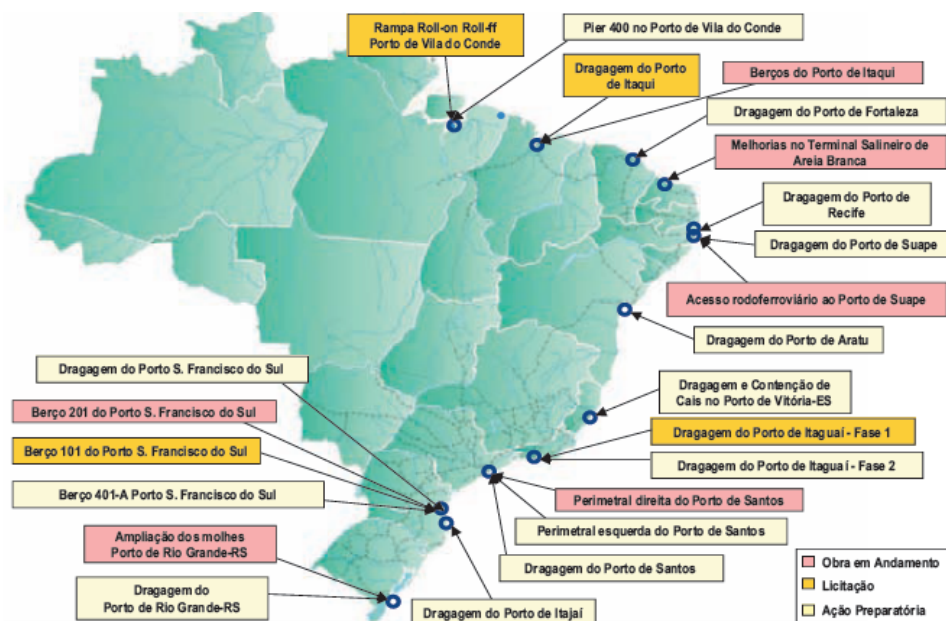 Rampa Roll-on Roll-ff
Porto de Vila do Conde
Pier 400 no Porto de Vila do Conde
Dragagem do Porto
de Itaqui
Berços do Porto de Itaqui
Dragagem do Porto de Fortaleza
Melhorias no Terminal Salineiro de
Areia Branca
Dragagem do Porto de
Recife
Dragagem do Porto de Suape
Acesso rodoferroviário ao Porto de Suape
Dragagem do Porto de Aratu
Dragagem do Porto S. Francisco do Sul
Dragagem e Contenção de
Cais no Porto de Vitória-ES
Berço 201 do Porto S. Francisco do Sul
Dragagem do Porto de Itaguaí - Fase 1
Berço 101 do Porto S. Francisco do Sul
Dragagem do Porto de Itaguaí - Fase 2
Berço 401-A Porto S. Francisco do Sul
Perimetral direita do Porto de Santos
Perimetral esquerda do Porto de Santos
Ampliação dos molhes
Porto de Rio Grande-RS
Dragagem do Porto de Santos
Dragagem do
Porto de Rio Grande-RS
Dragagem do Porto de Itajaí
Obra em Andamento
Licitação
Ação Preparatória